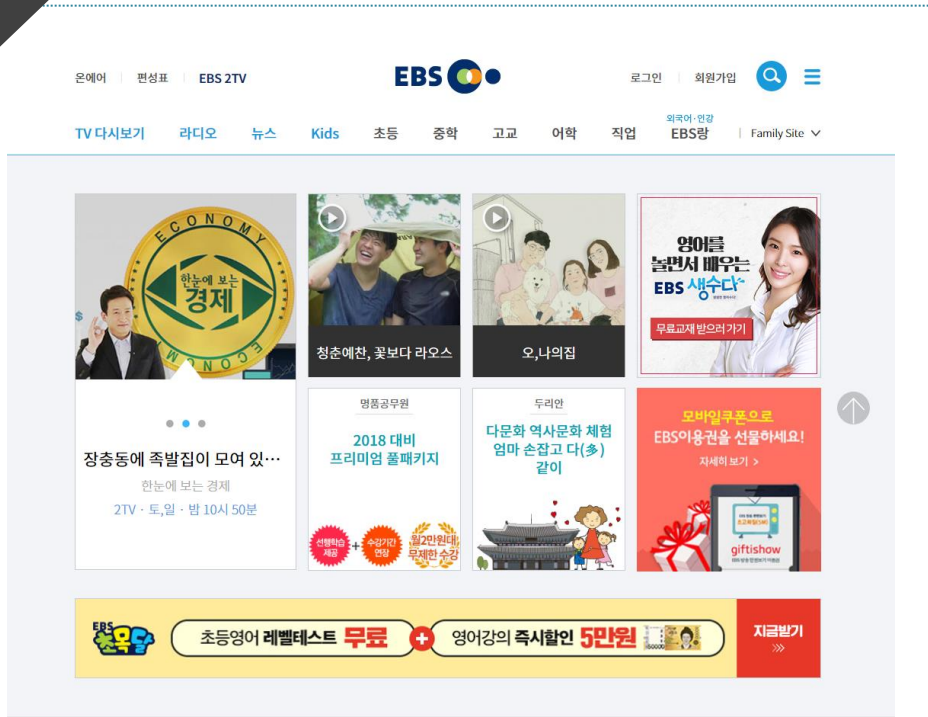 온에어
편성표
EBS 2TV
EBS
로그인
회원가입
TV 다시보기
라디오
뉴스
Kids
초등
중학
고교
어학
직업
외국어·인강
EBS랑
Family Site
ECONOMY
한눈에 보는
경제
청춘예찬, 꽃보다 라오스
오,나의집
영어를
놀면서 배우는
EBS 생수다
무료교재 받으러 가기
장충동에 족발집이 모여 있…
한눈에 보는 경제
2TV · 토,일 · 밤 10시 50분
명품공무원
2018 대비
프리미엄 풀패키지
선행학습
제공
+
수강기간
연장
월2만원대
무제한 수강
두리안
다문화 역사문화 체험
엄마 손잡고 다(多)
같이
모바일쿠폰으로
EBS이용권을 선물하세요!
자세히 보기 >
giftishow
EBS 초목달
초등영어 레벨테스트 무료
+
영어강의 즉시할인 5만원
지금받기